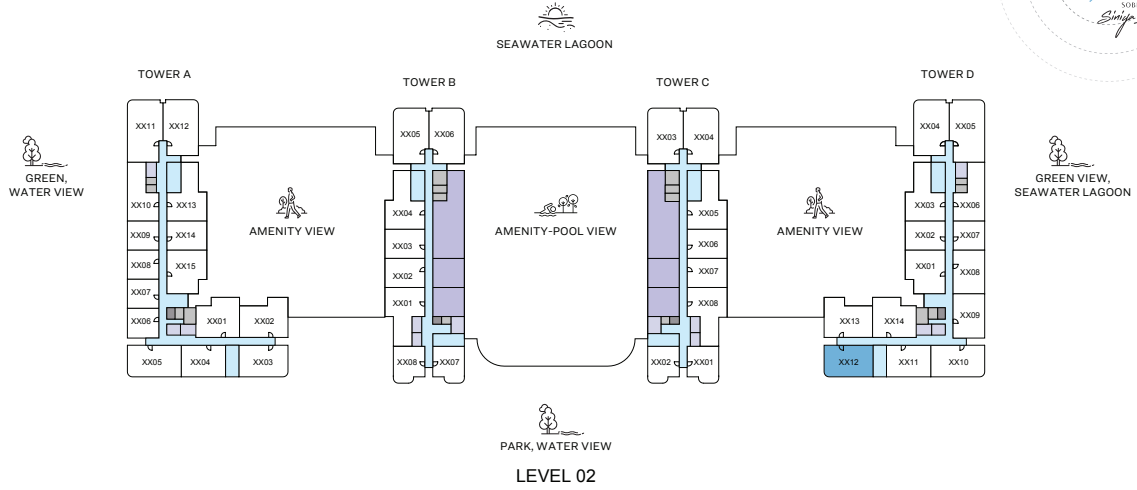 SOB
Siniya
SEAWATER LAGOON
TOWER A
TOWER B
TOWER C
TOWER D
XX11 XX12
XX05 XX06
XX03 XX04
XX04 XX05
GREEN,
WATER VIEW
GREEN VIEW,
SEAWATER LAGOON
XX10 XX13
XX09 XX14
XX08 XX15
XX07
XX06 XX01 XX02
XX05 XX04 XX03
AMENITY VIEW
XX04
XX03
XX02
XX01
XX08 XX07
AMENITY-POOL VIEW
XX05
XX06
XX07
XX08
XX02 XX01
AMENITY VIEW
XX03 XX06
XX02 XX07
XX01 XX08
XX09
XX13 XX14
XX12 XX11 XX10
PARK, WATER VIEW
LEVEL 02